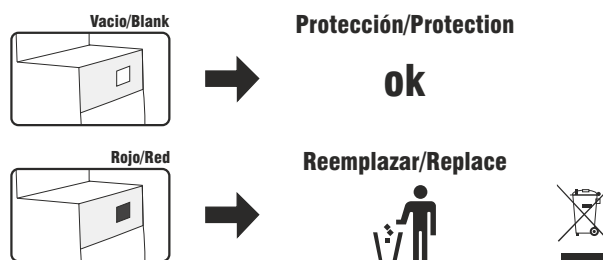 Vacio/Blank
Protección/Protection
ok
Rojo/Red
Reemplazar/Replace